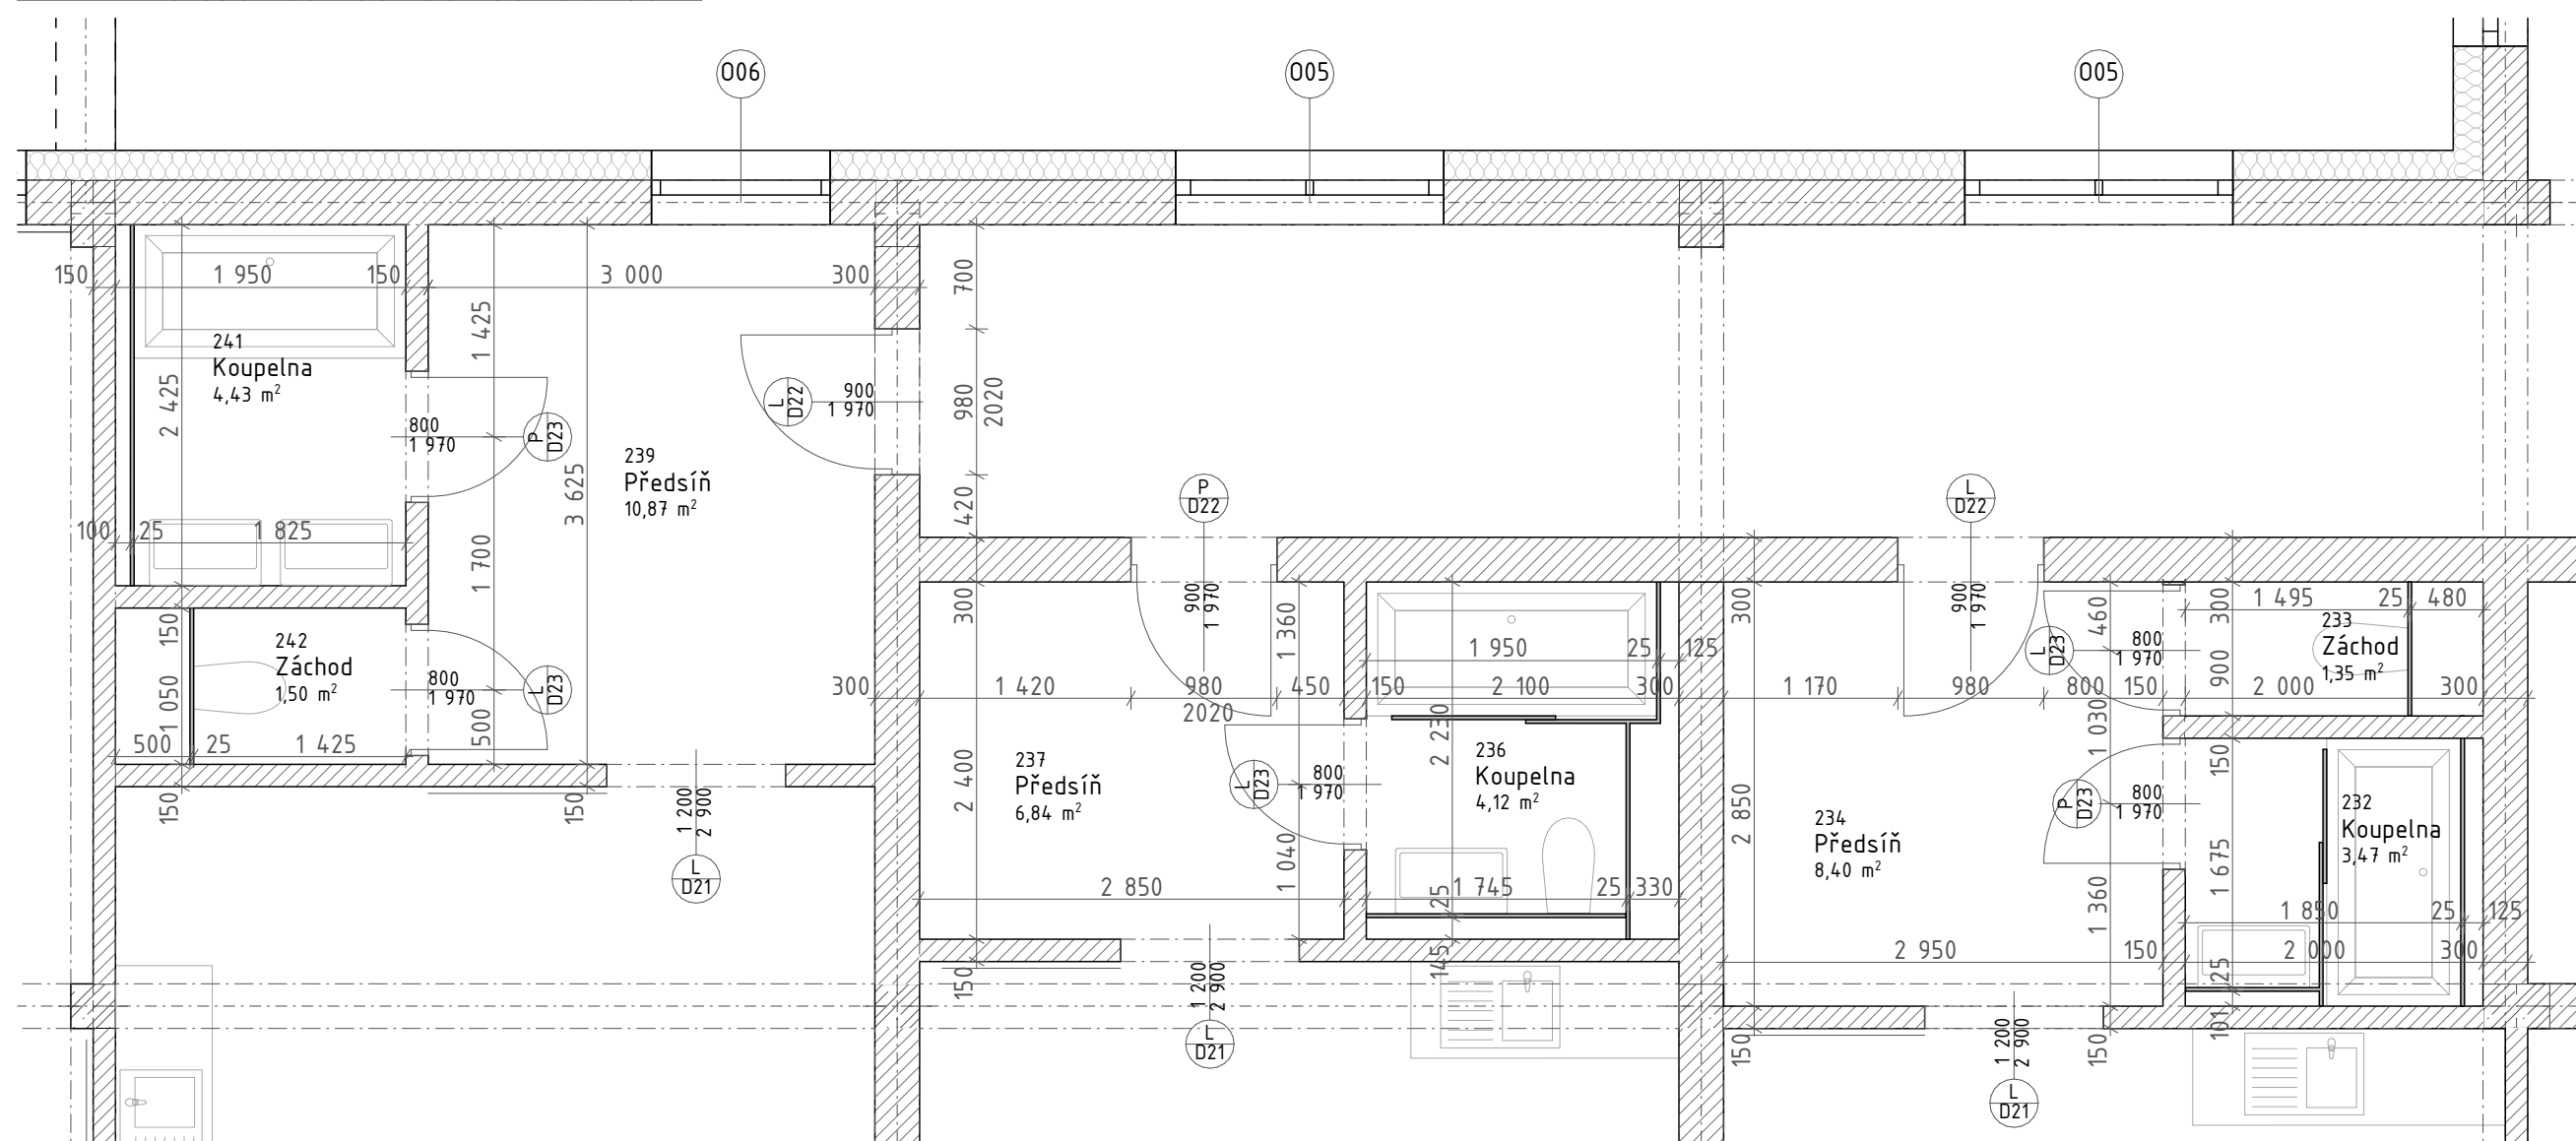 O06
O05
O05
150
1 950
150
3 000
300
700
1 425
241
Koupelna
4,43 m²
2 425
L
D22
900
1 970
980
2020
800
1 970
P
D23
239
Předsíň
10,87 m²
3 625
420
P
D22
L
D22
100
25
1 825
1 700
150
242
Záchod
1,50 m²
1 050
800
1 970
L
D23
500
500
25
1 425
150
150
300
900
1 970
1 360
300
1 420
980
2020
450
150
2 100
300
1 950
25
125
2 230
237
Předsíň
6,84 m²
2 400
L
D23
800
1 970
236
Koupelna
4,12 m²
1 040
2 850
25
1 745
25
330
145
150
1 200
2 900
L
D21
1 200
2 900
L
D21
300
900
1 970
460
L
D23
800
1 970
300
1 495
25
480
233
Záchod
1,35 m²
900
1 170
980
800
150
2 000
300
1 030
150
2 850
234
Předsíň
8,40 m²
P
D23
800
1 970
232
Koupelna
3,47 m²
1 675
1 360
1 850
25
125
2 950
150
2 000
300
25
101
150
150
1 200
2 900
L
D21